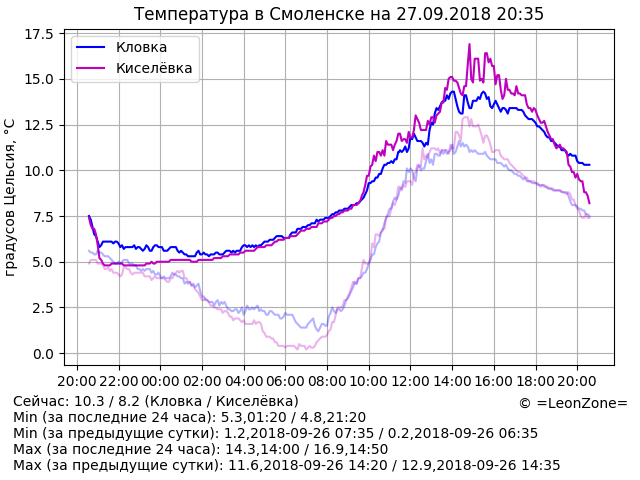 Температура в Смоленске на 27.09.2018 20:35
17.5
15.0
12.5
10.0
7.5
5.0
2.5
0.0
градусов Цельсия, °C
Кловка
Киселёвка
20:00 22:00 00:00 02:00 04:00 06:00 08:00 10:00 12:00 14:00 16:00 18:00 20:00
Сейчас: 10.3 / 8.2 (Кловка / Киселёвка)
© =LeonZone=
Min (за последние 24 часа): 5.3,01:20 / 4.8,21:20
Min (за предыдущие сутки): 1.2,2018-09-26 07:35 / 0.2,2018-09-26 06:35
Max (за последние 24 часа): 14.3,14:00 / 16.9,14:50
Max (за предыдущие сутки): 11.6,2018-09-26 14:20 / 12.9,2018-09-26 14:35